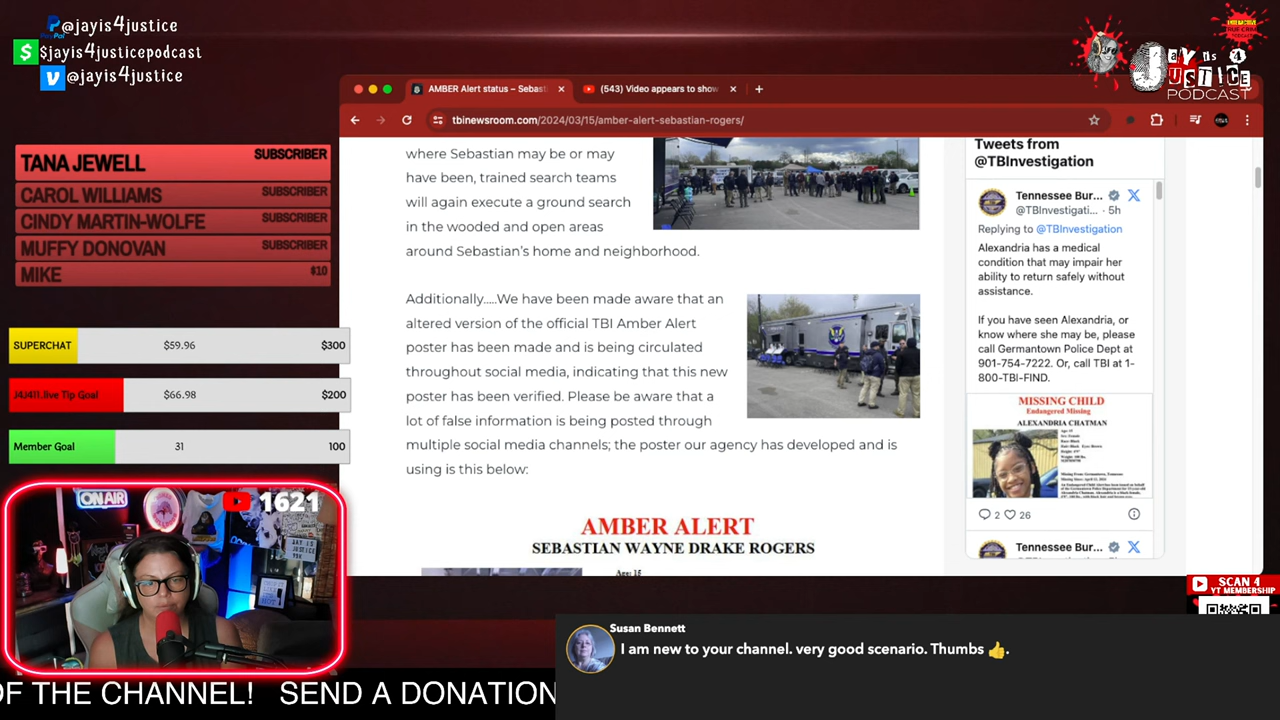 @jayis4justice
$jayis4justicepodcast
@jayis4justice
TANA JEWELL SUBSCRIBER
CAROL WILLIAMS SUBSCRIBER
CINDY MARTIN-WOLFE SUBSCRIBER
MUFFY DONOVAN SUBSCRIBER
MIKE $10
SUPERCHAT $59.96 $300
J4J411.live Tip Goal $66.98 $200
Member Goal 31 100
ON AIR
1621
JAY IS 4 JUSTICE PODCAST
AMBER Alert status – Sebast
(543) Video appears to show
tbinewsroom.com/2024/03/15/amber-alert-sebastian-rogers/
where Sebastian may be or may
have been, trained search teams
will again execute a ground search
in the wooded and open areas
around Sebastian's home and neighborhood.
Additionally.....We have been made aware that an
altered version of the official TBI Amber Alert
poster has been made and is being circulated
throughout social media, indicating that this new
poster has been verified. Please be aware that a
lot of false information is being posted through
multiple social media channels; the poster our agency has developed and is
using is this below:
AMBER ALERT
SEBASTIAN WAYNE DRAKE ROGERS
Age: 15
Tweets from
@TBInvestigation
Tennessee Bur...
@TBInvestigati... · 5h
Replying to @TBInvestigation
Alexandria has a medical
condition that may impair her
ability to return safely without
assistance.
If you have seen Alexandria, or
know where she may be, please
call Germantown Police Dept at
901-754-7222. Or, call TBI at 1-
800-TBI-FIND.
MISSING CHILD
Endangered Missing
ALEXANDRIA CHATMAN
2 26
Tennessee Bur...
@TBInvestigati... · 5h
SCAN 4
YT MEMBERSHIP
Susan Bennett
I am new to your channel. very good scenario. Thumbs 👍.
OF THE CHANNEL! SEND A DONATION